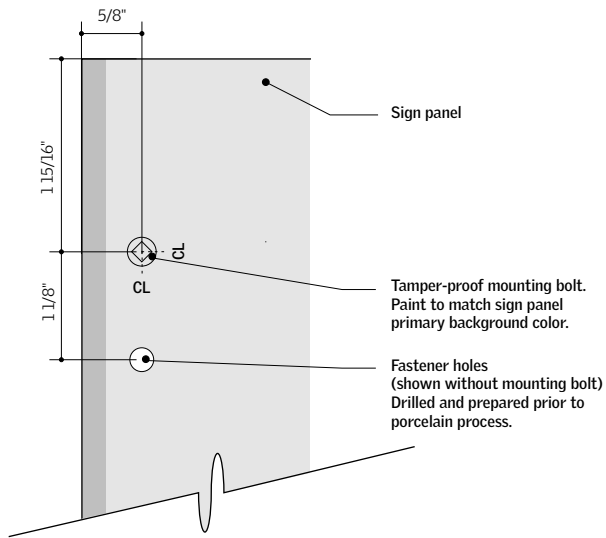 5/8"
Sign panel
1 15/16"
CL
CL
1 1/8"
Tamper-proof mounting bolt.
Paint to match sign panel
primary background color.
Fastener holes
(shown without mounting bolt)
Drilled and prepared prior to
porcelain process.